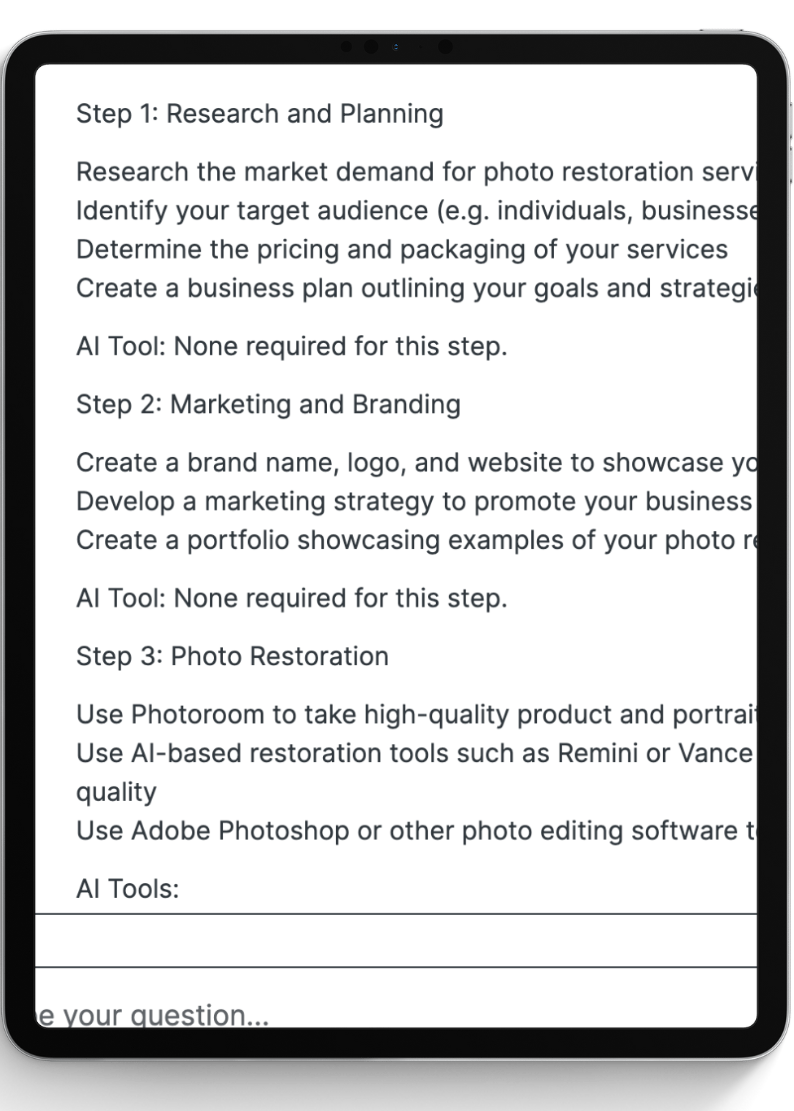 Step 1: Research and Planning
Research the market demand for photo restoration
Identify your target audience (e.g. individuals,
Determine the pricing and packaging of your services
Create a business plan outlining your goals and
AI Tool: None required for this step.
Step 2: Marketing and Branding
Create a brand name, logo, and website to showcase
Develop a marketing strategy to promote your business
Create a portfolio showcasing examples of your photo
AI Tool: None required for this step.
Step 3: Photo Restoration
Use Photoroom to take high-quality product and
Use AI-based restoration tools such as Remini or Vance
quality
Use Adobe Photoshop or other photo editing software
AI Tools:
your question...